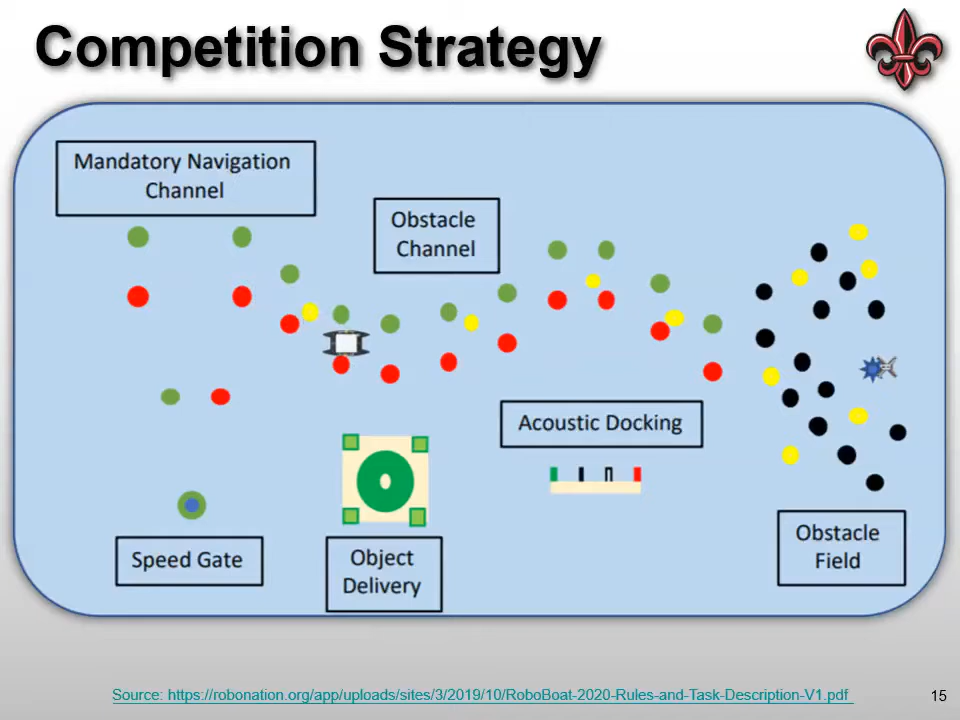 Competition Strategy
Mandatory Navigation
Channel
Obstacle
Channel
Acoustic Docking
Speed Gate
Object
Delivery
Obstacle
Field
Source: https://robonation.org/app/uploads/sites/3/2019/10/RoboBoat-2020-Rules-and-Task-Description-V1.pdf
15